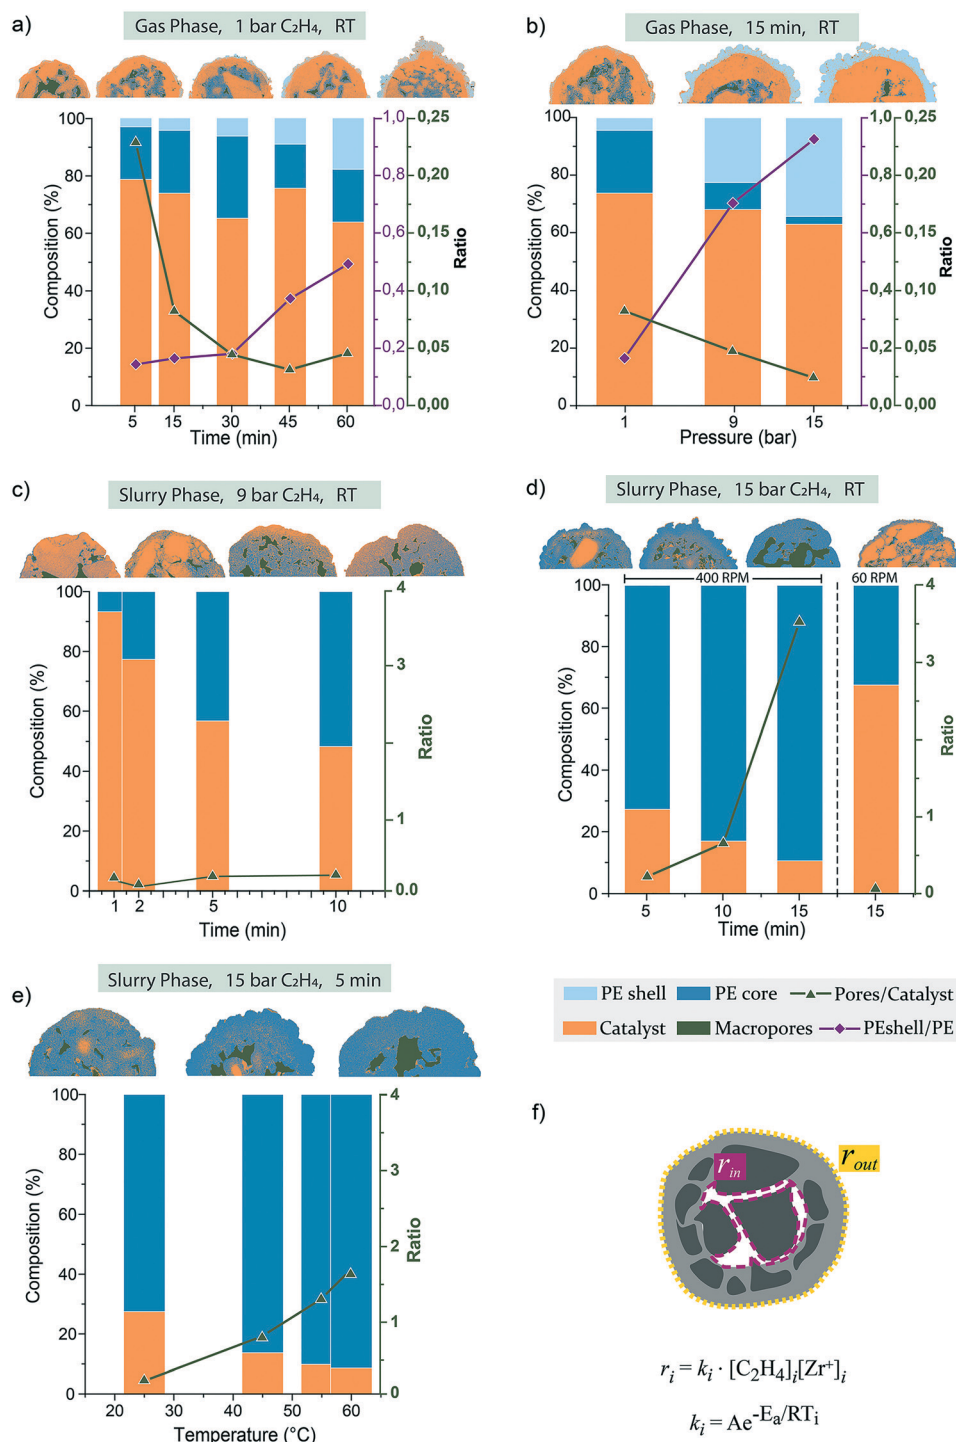 a)
Gas Phase, 1 bar C₂H₄, RT
100
80
60
40
20
0
Composition (%)
5 15 30 45 60
Time (min)
1,0
0,8
0,6
0,4
0,2
0,0
0,25
0,20
0,15
0,10
0,05
0,00
Ratio
b)
Gas Phase, 15 min, RT
100
80
60
40
20
0
Composition (%)
1 9 15
Pressure (bar)
1,0
0,8
0,6
0,4
0,2
0,0
0,25
0,20
0,15
0,10
0,05
0,00
Ratio
c)
Slurry Phase, 9 bar C₂H₄, RT
100
80
60
40
20
0
Composition (%)
1 2 5 10
Time (min)
4
3
2
1
0.0
Ratio
d)
Slurry Phase, 15 bar C₂H₄, RT
400 RPM 60 RPM
100
80
60
40
20
0
Composition (%)
5 10 15 15
Time (min)
4
3
2
1
0
Ratio
e)
Slurry Phase, 15 bar C₂H₄, 5 min
100
80
60
40
20
0
Composition (%)
20 30 40 50 60
Temperature (°C)
4
3
2
1
0
Ratio
PE shell PE core Pores/Catalyst
Catalyst Macropores PEshell/PE
f)
r_in
r_out
rᵢ = kᵢ · [C₂H₄]ᵢ[Zr⁺]ᵢ
kᵢ = Ae^-Eₐ/RTᵢ